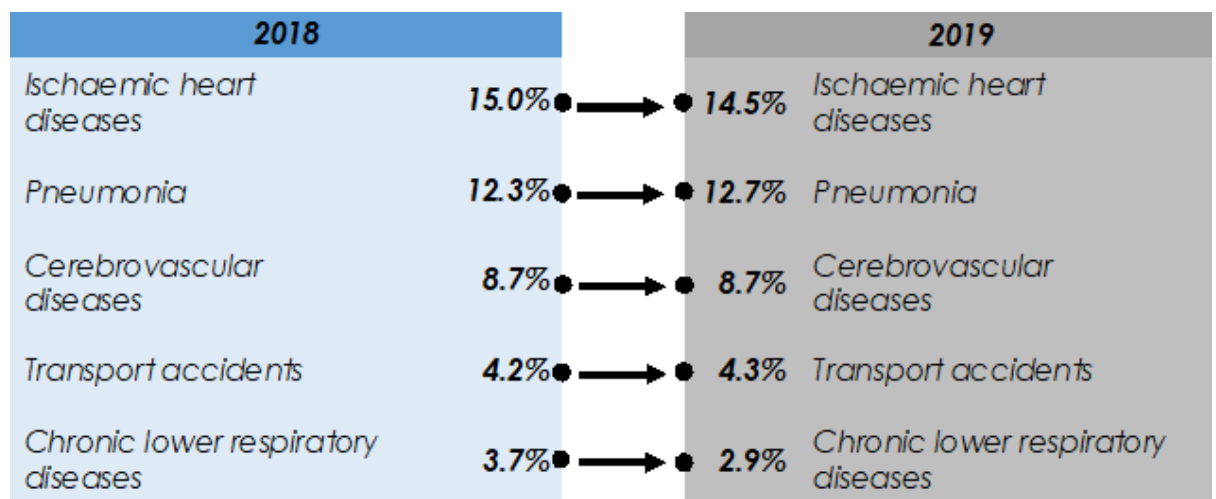 2018
2019
Ischaemic heart
diseases
15.0%
14.5%
Ischaemic heart
diseases
Pneumonia
12.3%
12.7%
Pneumonia
Cerebrovascular
diseases
8.7%
8.7%
Cerebrovascular
diseases
Transport accidents
4.2%
4.3%
Transport accidents
Chronic lower respiratory
diseases
3.7%
2.9%
Chronic lower respiratory
diseases